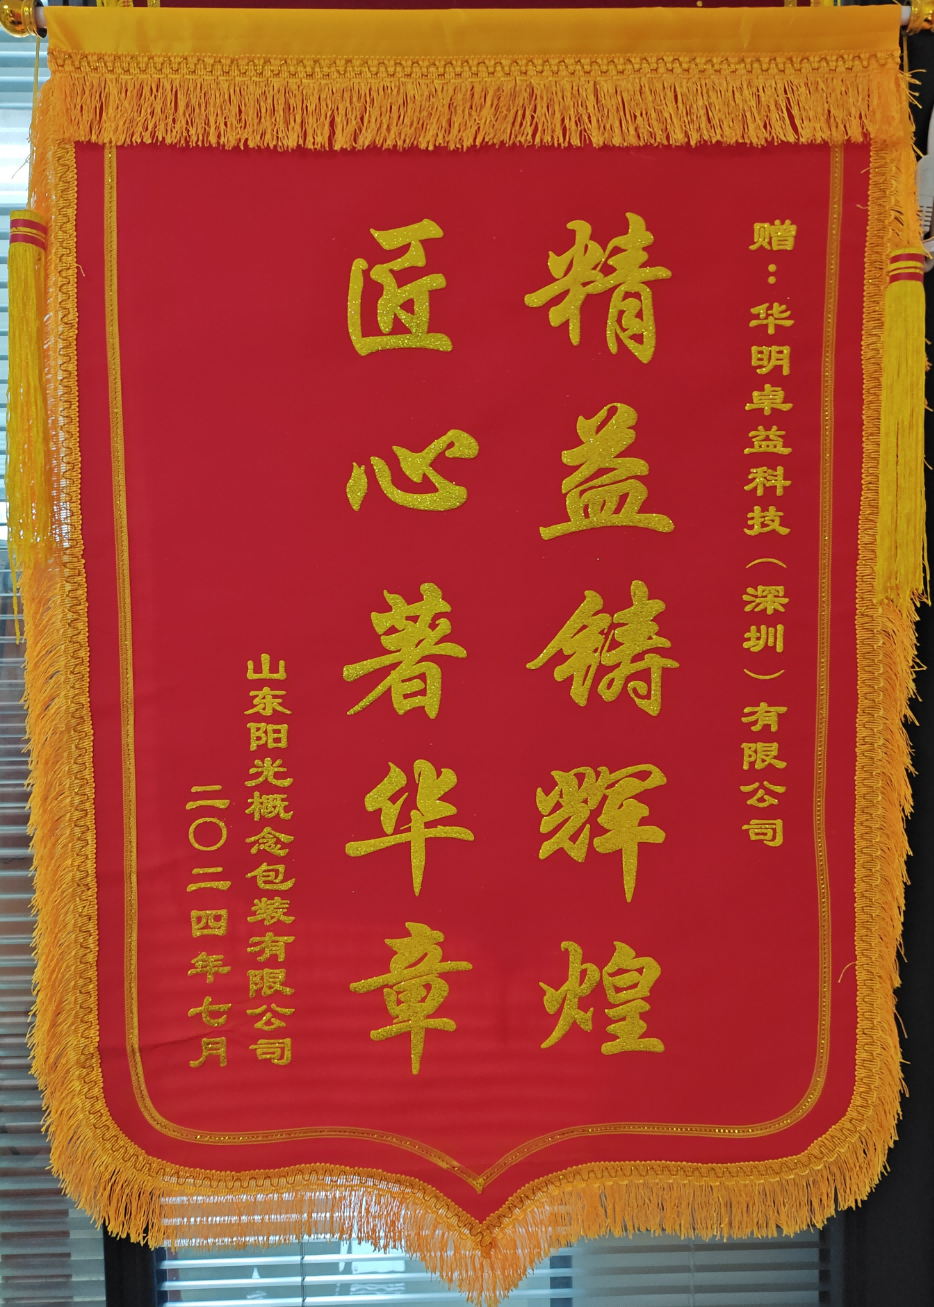 赠：华明卓益科技（深圳）有限公司
精益铸辉煌
匠心著华章
山东阳光概念包装有限公司
二〇二四年七月